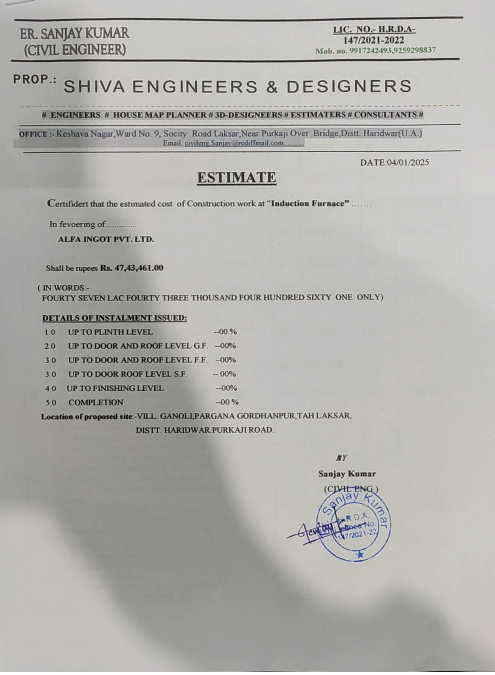 ER. SANJAY KUMAR
(CIVIL ENGINEER)
LIC. NO.- H.R.D.A-
147/2021-2022
Mob. no. 9917242493,9259298837
PROP.: SHIVA ENGINEERS & DESIGNERS
# ENGINEERS # HOUSE MAP PLANNER # 3D-DESIGNEERS # ESTIMATERS # CONSULTANTS #
OFFICE :- Keshava Nagar,Ward No. 9, Socity Road Laksar,Near Purkaji Over Bridge,Distt. Haridwar(U.A.)
Email. civileng.Sanjay@rediffmail.com
DATE:04/01/2025
ESTIMATE
Certifidert that the estimated cost of Construction work at "Induction Furnace" .......
In fevoering of.............
ALFA INGOT PVT. LTD.
Shall be rupees Rs. 47,43,461.00
( IN WORDS:-
FOURTY SEVEN LAC FOURTY THREE THOUSAND FOUR HUNDRED SIXTY ONE ONLY)
DETAILS OF INSTALMENT ISSUED:
1.0 UP TO PLINTH LEVEL --00 %
2.0 UP TO DOOR AND ROOF LEVEL G.F. --00%
3.0 UP TO DOOR AND ROOF LEVEL F.F. --00%
3.0 UP TO DOOR ROOF LEVEL S.F. -- 00%
4.0 UP TO FINISHING LEVEL --00%
5.0 COMPLETION --00 %
Location of proposed site-VILL. GANOLI,PARGANA GORDHANPUR,TAH LAKSAR,
DISTT. HARIDWAR.PURKAJI ROAD.
BY
Sanjay Kumar
(CIVIL ENG.)
Sanjay Kumar
H.R.D.A.
147/2021-22